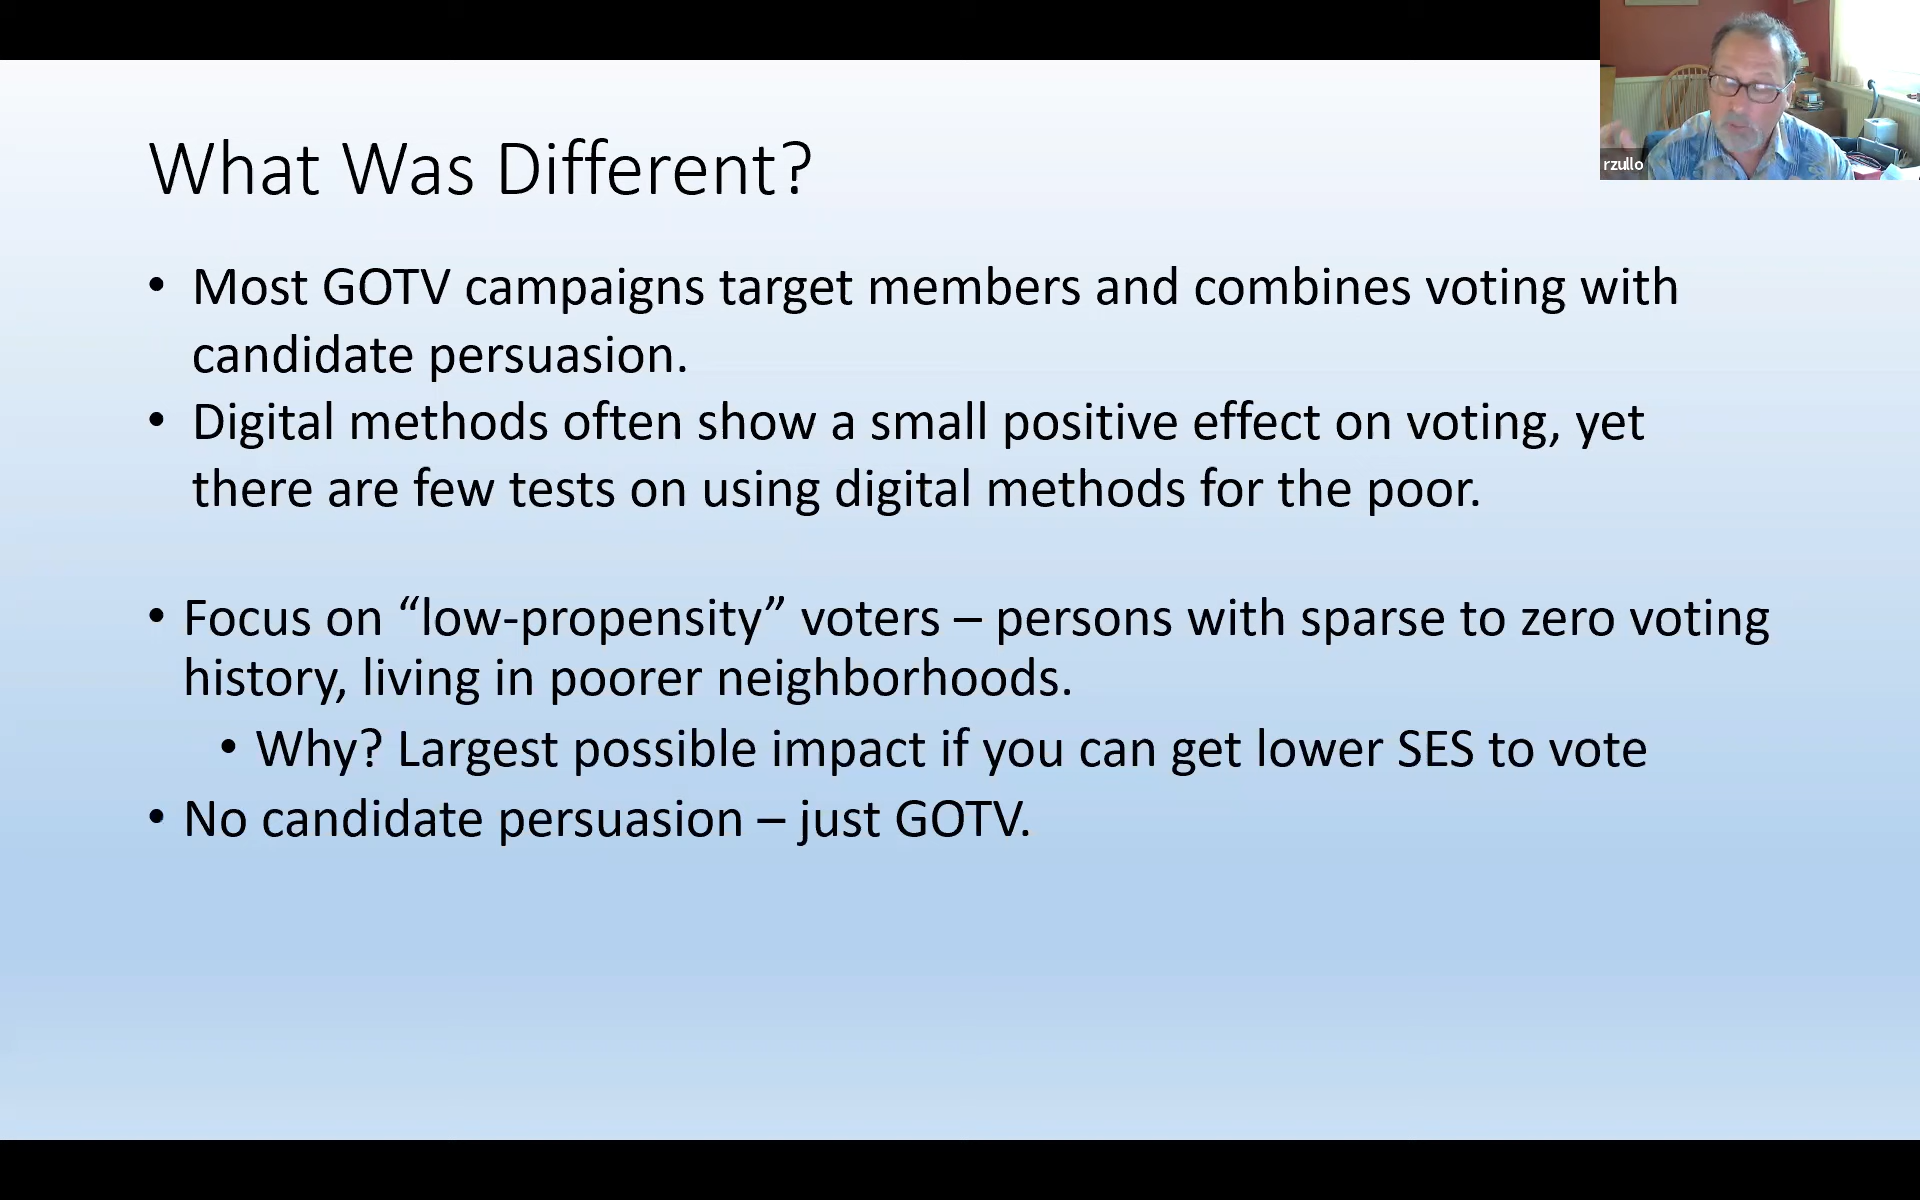 rzullo
What Was Different?
• Most GOTV campaigns target members and combines voting with
candidate persuasion.
• Digital methods often show a small positive effect on voting, yet
there are few tests on using digital methods for the poor.
• Focus on “low-propensity” voters – persons with sparse to zero voting
history, living in poorer neighborhoods.
• Why? Largest possible impact if you can get lower SES to vote
• No candidate persuasion – just GOTV.